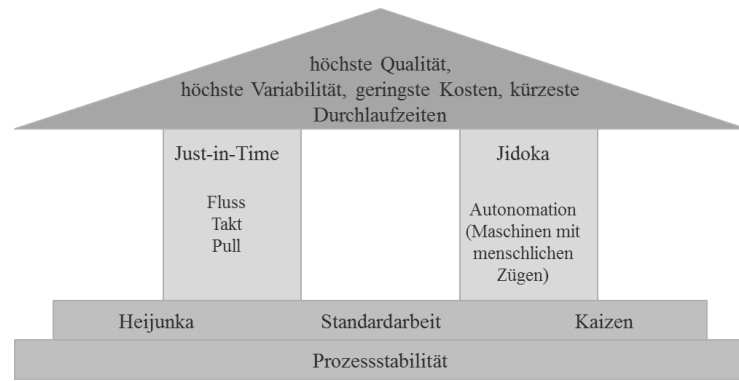 höchste Qualität,
höchste Variabilität, geringste Kosten, kürzeste
Durchlaufzeiten
Just-in-Time
Fluss
Takt
Pull
Jidoka
Autonomation
(Maschinen mit
menschlichen
Zügen)
Heijunka Standardarbeit Kaizen
Prozessstabilität